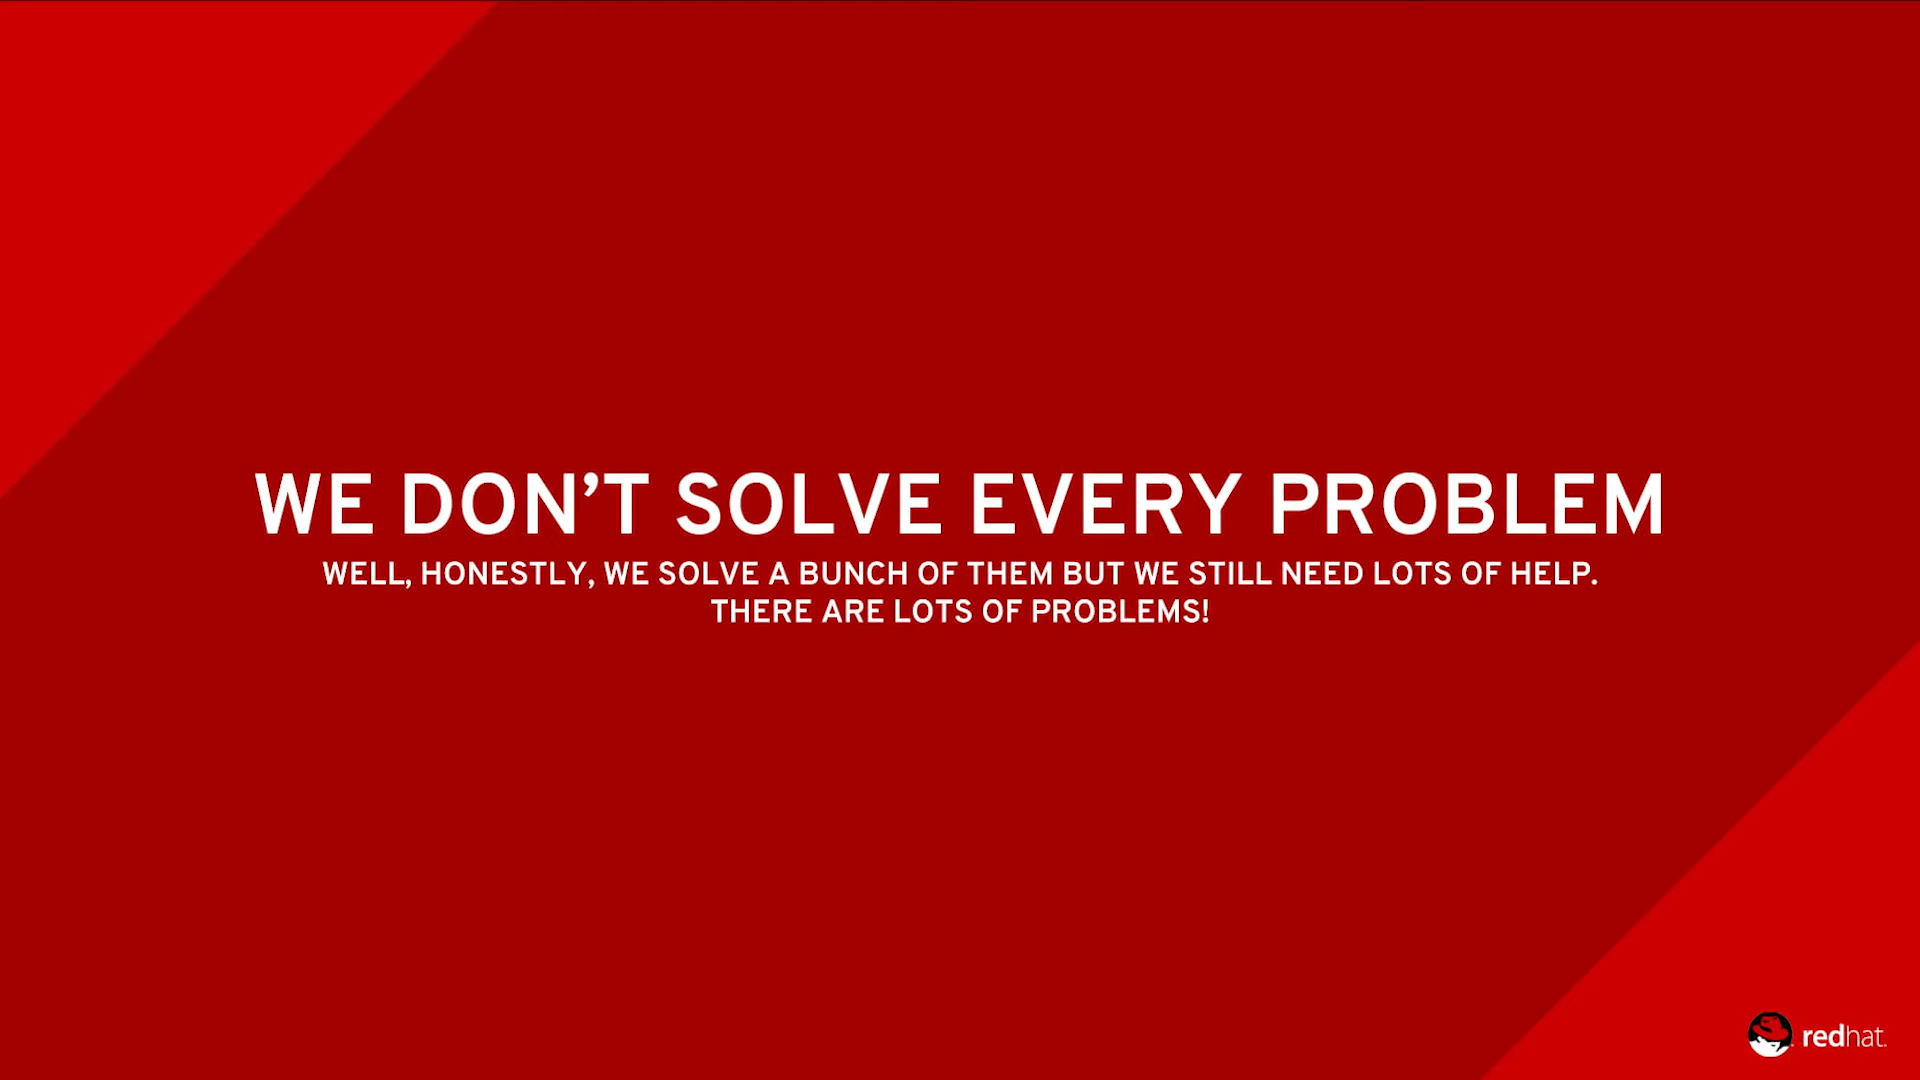 WE DON’T SOLVE EVERY PROBLEM
WELL, HONESTLY, WE SOLVE A BUNCH OF THEM BUT WE STILL NEED LOTS OF HELP.
THERE ARE LOTS OF PROBLEMS!
redhat.